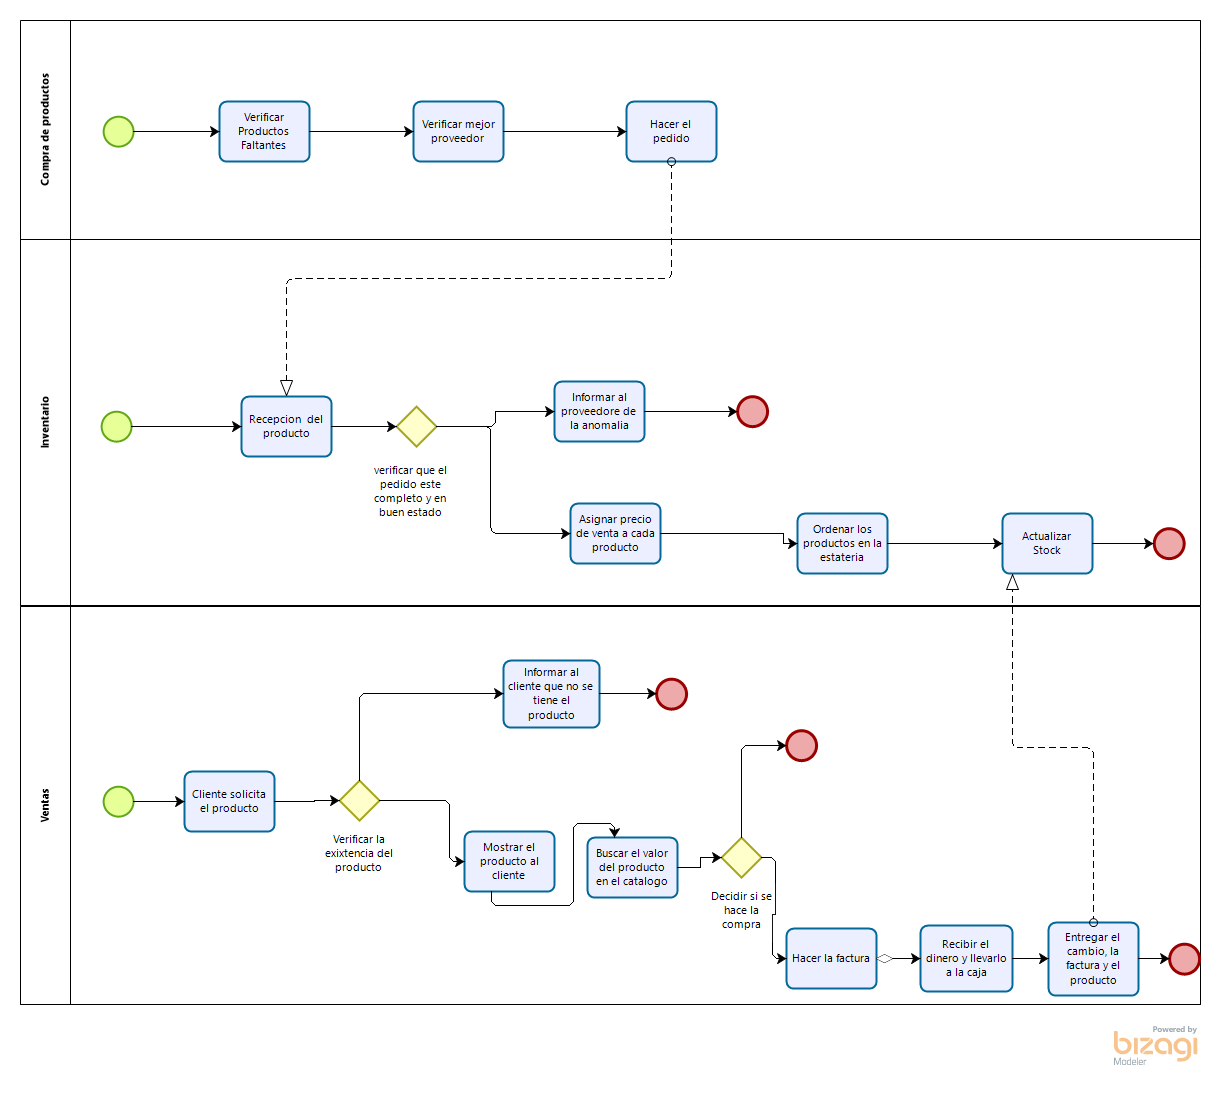 Compra de productos
Verificar
Productos
Faltantes
Verificar mejor
proveedor
Hacer el
pedido
Inventario
Recepcion  del
producto
verificar que el
pedido este
completo y en
buen estado
Informar al
proveedore de
la anomalia
Asignar precio
de venta a cada
producto
Ordenar los
productos en la
estateria
Actualizar
Stock
Ventas
Cliente solicita
el producto
Verificar la
exixtencia del
producto
Informar al
cliente que no se
tiene el
producto
Mostrar el
producto al
cliente
Buscar el valor
del producto
en el catalogo
Decidir si se
hace la
compra
Hacer la factura
Recibir el
dinero y llevarlo
a la caja
Entregar el
cambio, la
factura y el
producto
Powered by
bizagi
Modeler